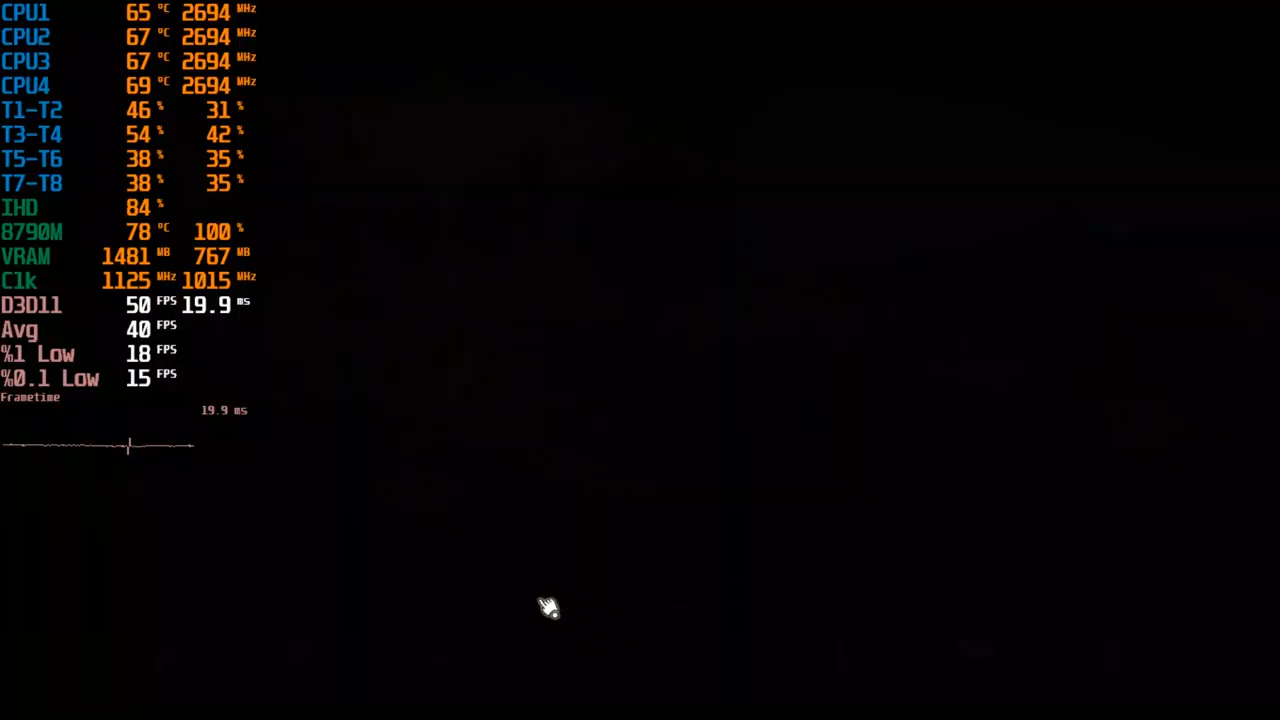 CPU1 65 °C 2694 MHz
CPU2 67 °C 2694 MHz
CPU3 67 °C 2694 MHz
CPU4 69 °C 2694 MHz
T1-T2 46 % 31 %
T3-T4 54 % 42 %
T5-T6 38 % 35 %
T7-T8 38 % 35 %
IHD 84 %
8790M 78 °C 100 %
VRAM 1481 MB 767 MB
Clk 1125 MHz 1015 MHz
D3D11 50 FPS 19.9 ms
Avg 40 FPS
%1 Low 18 FPS
%0.1 Low 15 FPS
Frametime
19.9 ms